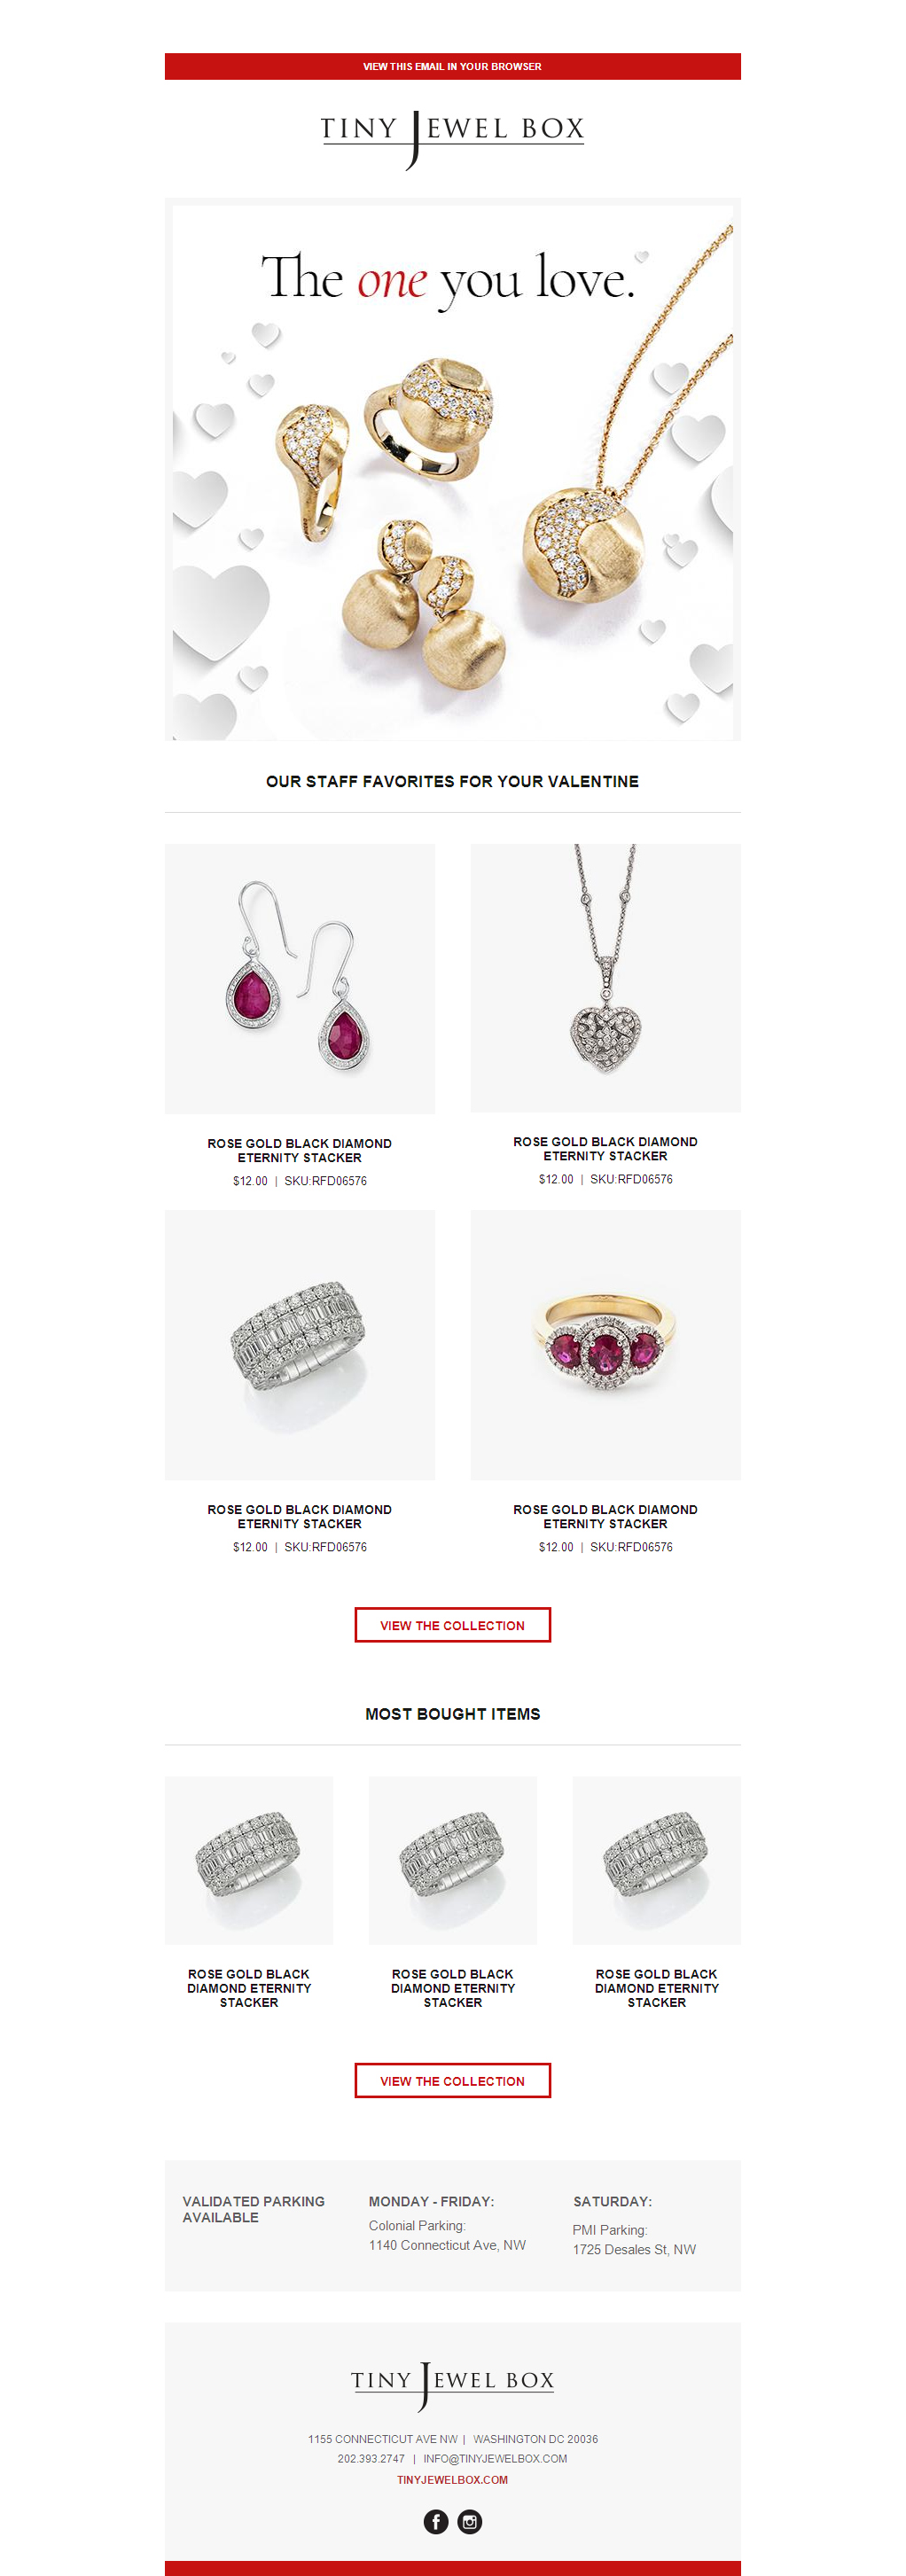 VIEW THIS EMAIL IN YOUR BROWSER
TINY JEWEL BOX
The one you love.
OUR STAFF FAVORITES FOR YOUR VALENTINE
ROSE GOLD BLACK DIAMOND
ETERNITY STACKER
$12.00 | SKU:RFD06576
ROSE GOLD BLACK DIAMOND
ETERNITY STACKER
$12.00 | SKU:RFD06576
ROSE GOLD BLACK DIAMOND
ETERNITY STACKER
$12.00 | SKU:RFD06576
ROSE GOLD BLACK DIAMOND
ETERNITY STACKER
$12.00 | SKU:RFD06576
VIEW THE COLLECTION
MOST BOUGHT ITEMS
ROSE GOLD BLACK
DIAMOND ETERNITY
STACKER
ROSE GOLD BLACK
DIAMOND ETERNITY
STACKER
ROSE GOLD BLACK
DIAMOND ETERNITY
STACKER
VIEW THE COLLECTION
VALIDATED PARKING
AVAILABLE
MONDAY - FRIDAY:
Colonial Parking:
1140 Connecticut Ave, NW
SATURDAY:
PMI Parking:
1725 Desales St, NW
TINY JEWEL BOX
1155 CONNECTICUT AVE NW | WASHINGTON DC 20036
202.393.2747 | INFO@TINYJEWELBOX.COM
TINYJEWELBOX.COM